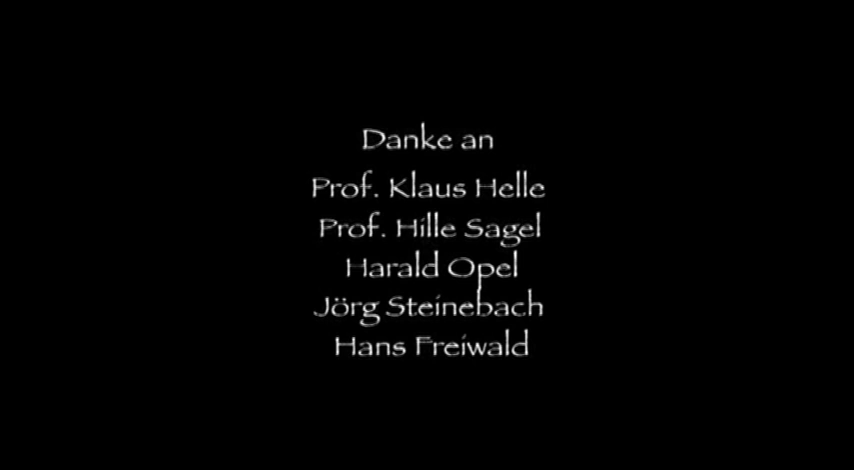 Danke an
Prof. Klaus Helle
Prof. Hille Sagel
Harald Opel
Jörg Steinebach
Hans Freiwald